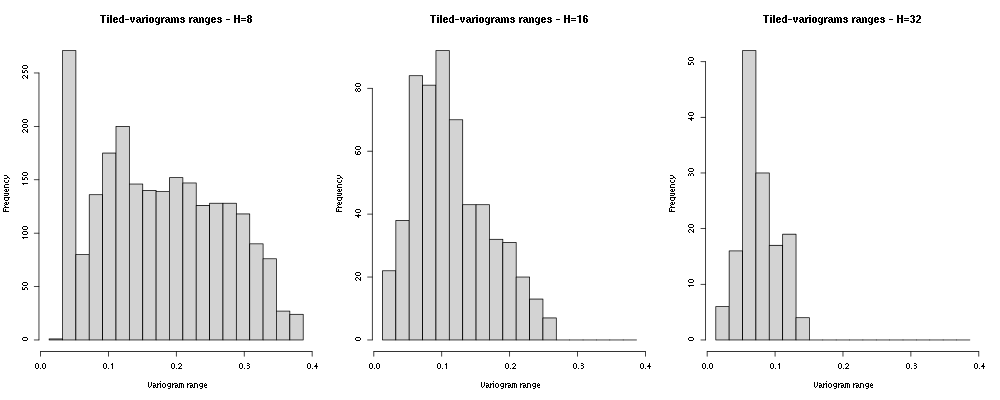 Tiled-variograms ranges - H=8
Frequency
250
200
150
100
50
0
0.0 0.1 0.2 0.3 0.4
Variogram range
Tiled-variograms ranges - H=16
Frequency
80
60
40
20
0
0.0 0.1 0.2 0.3 0.4
Variogram range
Tiled-variograms ranges - H=32
Frequency
50
40
30
20
10
0
0.0 0.1 0.2 0.3 0.4
Variogram range